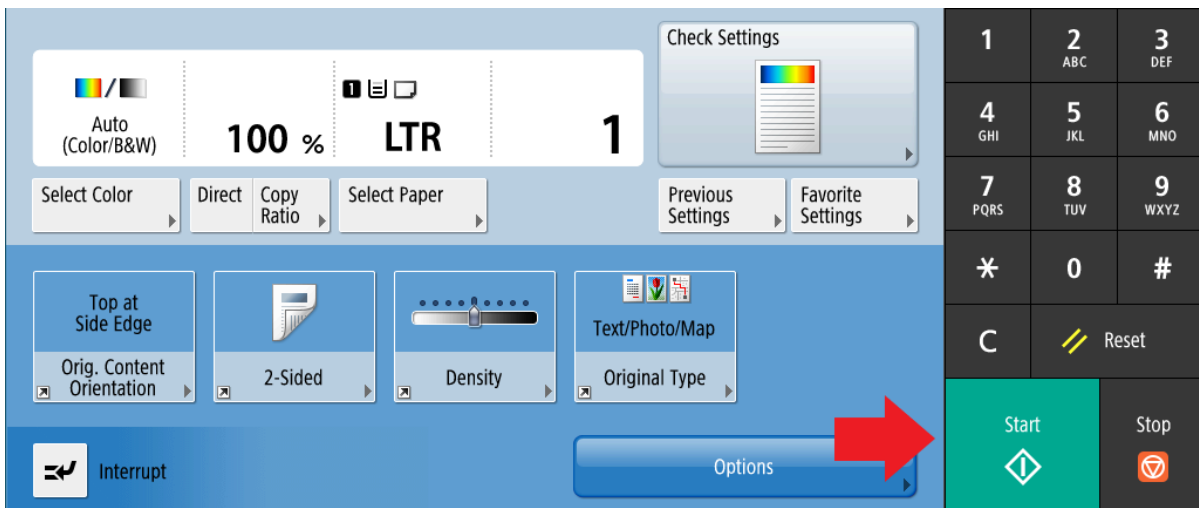 Check Settings
Auto
(Color/B&W)
100 %
1
LTR
1
Select Color
Direct
Copy
Ratio
Select Paper
Previous
Settings
Favorite
Settings
Top at
Side Edge
Orig. Content
Orientation
2-Sided
Density
Text/Photo/Map
Original Type
Interrupt
Options
1
2
ABC
3
DEF
4
GHI
5
JKL
6
MNO
7
PQRS
8
TUV
9
WXYZ
*
0
#
C
Reset
Start
Stop